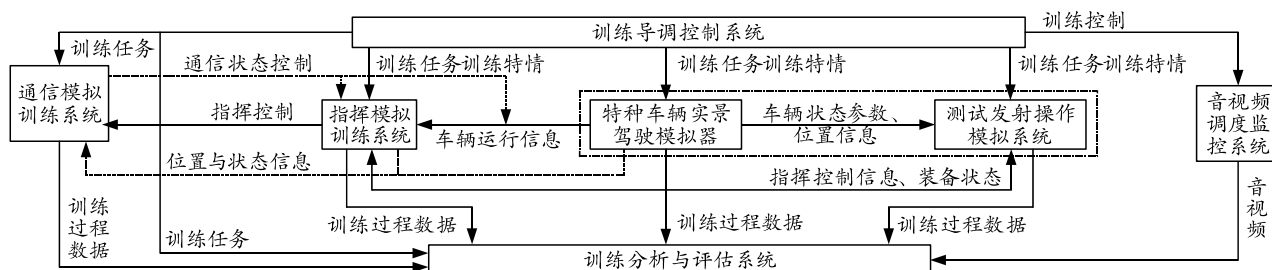 训练导调控制系统
训练控制
训练任务
通信状态控制
训练任务训练特情
训练任务训练特情
训练任务训练特情
通信模拟
训练系统
指挥控制
指挥模拟
训练系统
车辆运行信息
特种车辆实景
驾驶模拟器
车辆状态参数、
位置信息
测试发射操作
模拟系统
音视频
调度监
控系统
位置与状态信息
指挥控制信息、装备状态
训练
过程
数据
训练任务
训练过程数据
训练过程数据
训练过程数据
音
视
频
训练分析与评估系统